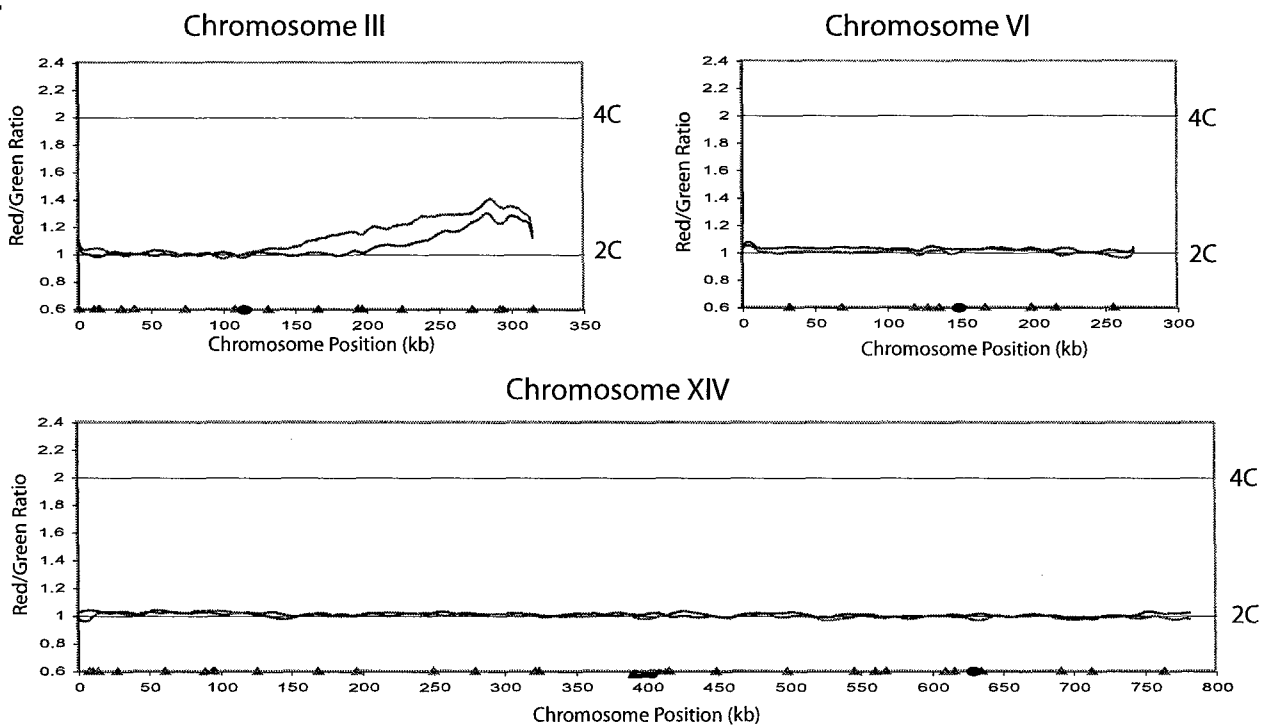 Chromosome III
Chromosome VI
2.4
2.2
2
1.8
1.6
1.4
1.2
1
0.8
0.6
Red/Green Ratio
4C
2C
0 50 100 150 200 250 300 350
Chromosome Position (kb)
2.4
2.2
2
1.8
1.6
1.4
1.2
1
0.8
0.6
Red/Green Ratio
4C
2C
0 50 100 150 200 250 300
Chromosome Position (kb)
Chromosome XIV
2.4
2.2
2
1.8
1.6
1.4
1.2
1
0.8
0.6
Red/Green Ratio
4C
2C
0 50 100 150 200 250 300 350 400 450 500 550 600 650 700 750 800
Chromosome Position (kb)